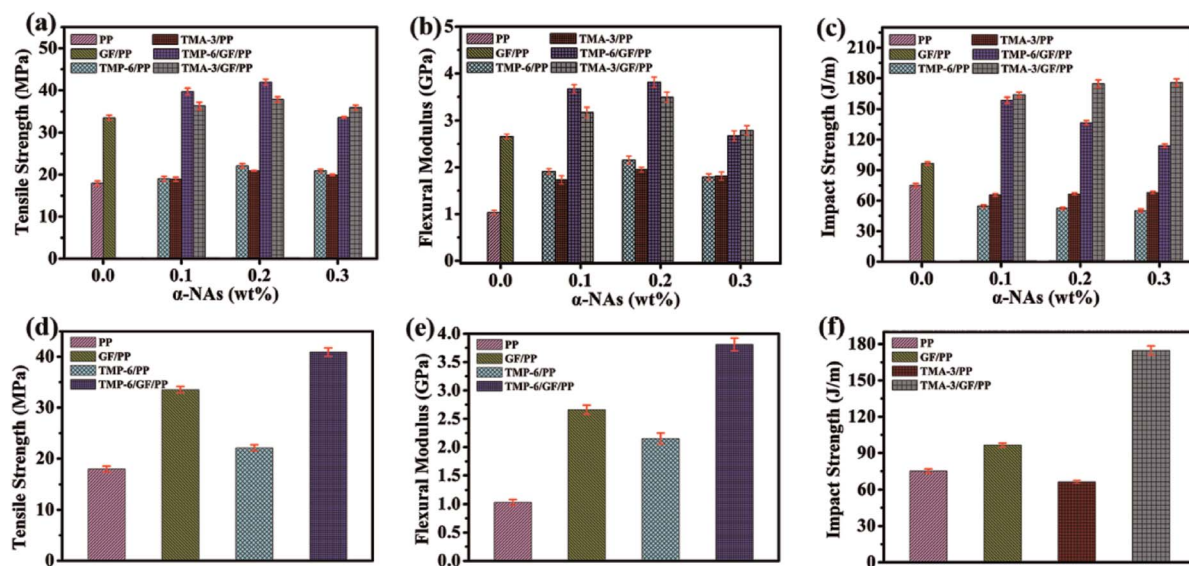 (a)
PP
TMA-3/PP
GF/PP
TMP-6/GF/PP
TMP-6/PP
TMA-3/GF/PP
Tensile Strength (MPa)
60
50
40
30
20
10
0
0.0 0.1 0.2 0.3
α-NAs (wt%)
(b)
PP
TMA-3/PP
GF/PP
TMP-6/GF/PP
TMP-6/PP
TMA-3/GF/PP
Flexural Modulus (GPa)
5
4
3
2
1
0
0.0 0.1 0.2 0.3
α-NAs (wt%)
(c)
PP
TMA-3/PP
GF/PP
TMP-6/GF/PP
TMP-6/PP
TMA-3/GF/PP
Impact Strength (J/m)
210
180
150
120
90
60
30
0
0.0 0.1 0.2 0.3
α-NAs (wt%)
(d)
PP
GF/PP
TMP-6/PP
TMP-6/GF/PP
Tensile Strength (MPa)
40
30
20
10
0
(e)
PP
GF/PP
TMP-6/PP
TMP-6/GF/PP
Flexural Modulus (GPa)
4.0
3.5
3.0
2.5
2.0
1.5
1.0
0.5
0.0
(f)
PP
GF/PP
TMA-3/PP
TMA-3/GF/PP
Impact Strength (J/m)
180
150
120
90
60
30
0